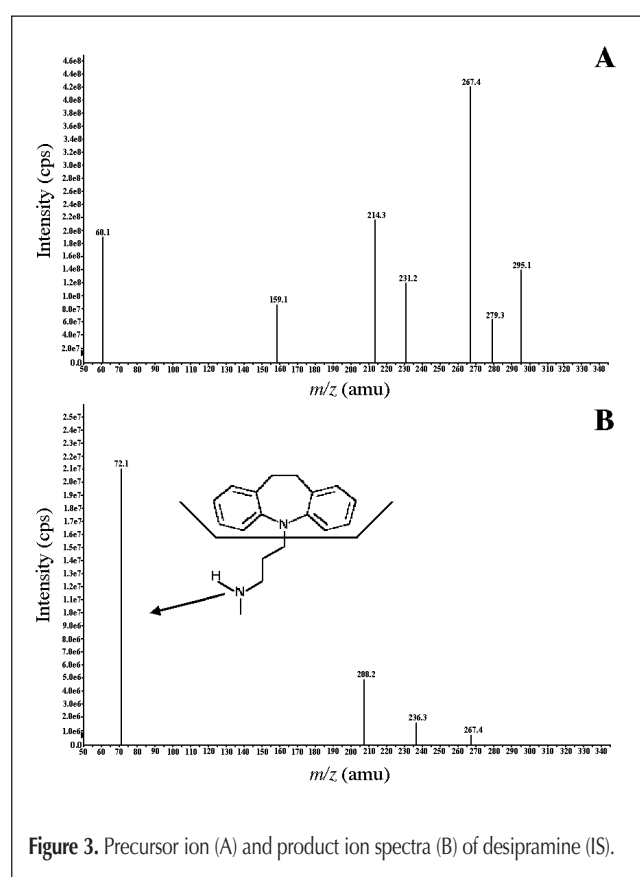 A
4.6e8
4.4e8
4.2e8
4.0e8
3.8e8
3.6e8
3.4e8
3.2e8
3.0e8
2.8e8
2.6e8
2.4e8
2.2e8
2.0e8
1.8e8
1.6e8
1.4e8
1.2e8
1.0e8
8.0e7
6.0e7
4.0e7
2.0e7
0.0
Intensity (cps)
60.1
159.1
214.3
231.2
267.4
279.3
295.1
50 60 70 80 90 100 110 120 130 140 150 160 170 180 190 200 210 220 230 240 250 260 270 280 290 300 310 320 330 340
m/z (amu)
B
2.5e7
2.4e7
2.3e7
2.2e7
2.1e7
2.0e7
1.9e7
1.8e7
1.7e7
1.6e7
1.5e7
1.4e7
1.3e7
1.2e7
1.1e7
1.0e7
9.0e6
8.0e6
7.0e6
6.0e6
5.0e6
4.0e6
3.0e6
2.0e6
1.0e6
0.0
Intensity (cps)
72.1
N
H
N
208.2
236.3
267.4
50 60 70 80 90 100 110 120 130 140 150 160 170 180 190 200 210 220 230 240 250 260 270 280 290 300 310 320 330 340
m/z (amu)
Figure 3. Precursor ion (A) and product ion spectra (B) of desipramine (IS).